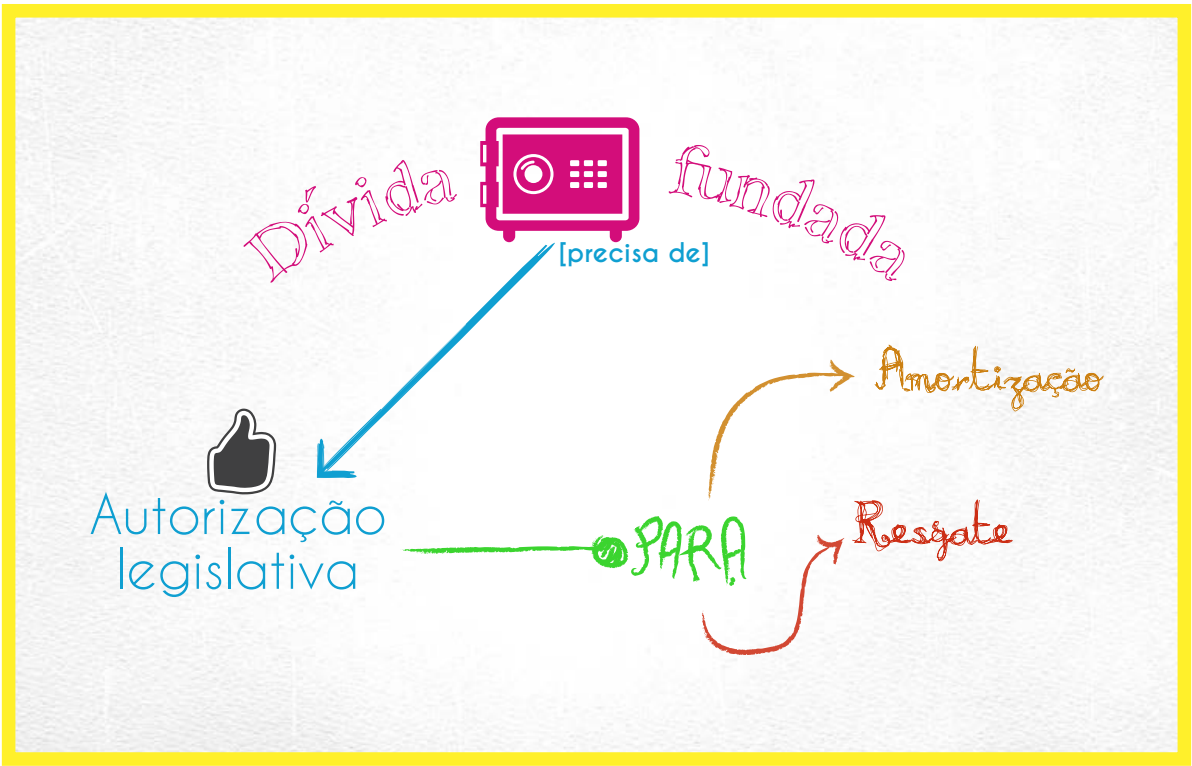 Dívida fundada
[precisa de]
Amortização
Autorização
legislativa
PARA
Resgate